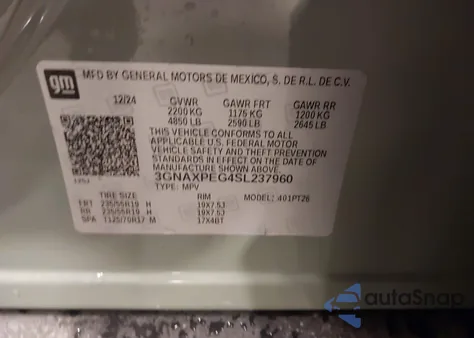 gm
MFD BY GENERAL MOTORS DE MEXICO, S. DE R.L. DE C.V.
12/24 GVWR GAWR FRT GAWR RR
2200 KG 1175 KG 1200 KG
4850 LB 2590 LB 2645 LB
THIS VEHICLE CONFORMS TO ALL
APPLICABLE U.S. FEDERAL MOTOR
VEHICLE SAFETY AND THEFT PREVENTION
STANDARDS IN EFFECT ON THE DATE OF
MANUFACTURE SHOWN ABOVE.
3GNAXPEG4SL237960
TYPE: MPV
TIRE SIZE RIM MODEL: 401PT26
FRT 235/55R19 H 19X7.5J
RR 235/55R19 H 19X7.5J
SPA T125/70R17 M 17X4BT
autoSnap